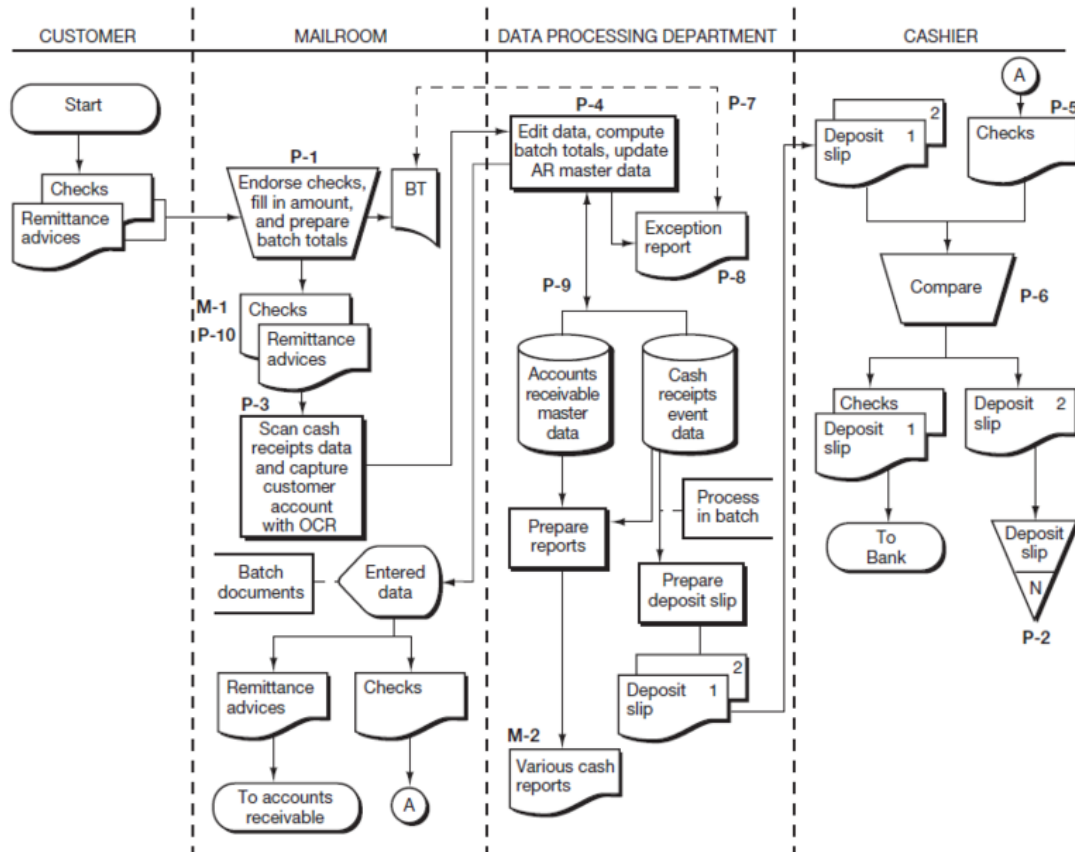 CUSTOMER
MAILROOM
DATA PROCESSING DEPARTMENT
CASHIER
Start
Checks
Remittance
advices
P-1
Endorse checks,
fill in amount,
and prepare
batch totals
BT
M-1
P-10
Checks
Remittance
advices
P-3
Scan cash
receipts data
and capture
customer
account
with OCR
Batch
documents
Entered
data
Remittance
advices
Checks
To accounts
receivable
A
P-4
P-7
Edit data, compute
batch totals, update
AR master data
Exception
report
P-8
P-9
Accounts
receivable
master
data
Cash
receipts
event
data
Prepare
reports
Process
in batch
Prepare
deposit slip
2
Deposit 1
slip
M-2
Various cash
reports
A
P-5
2
Deposit 1
slip
Checks
Compare
P-6
Checks
Deposit 1
slip
Deposit 2
slip
To
Bank
Deposit
slip
N
P-2